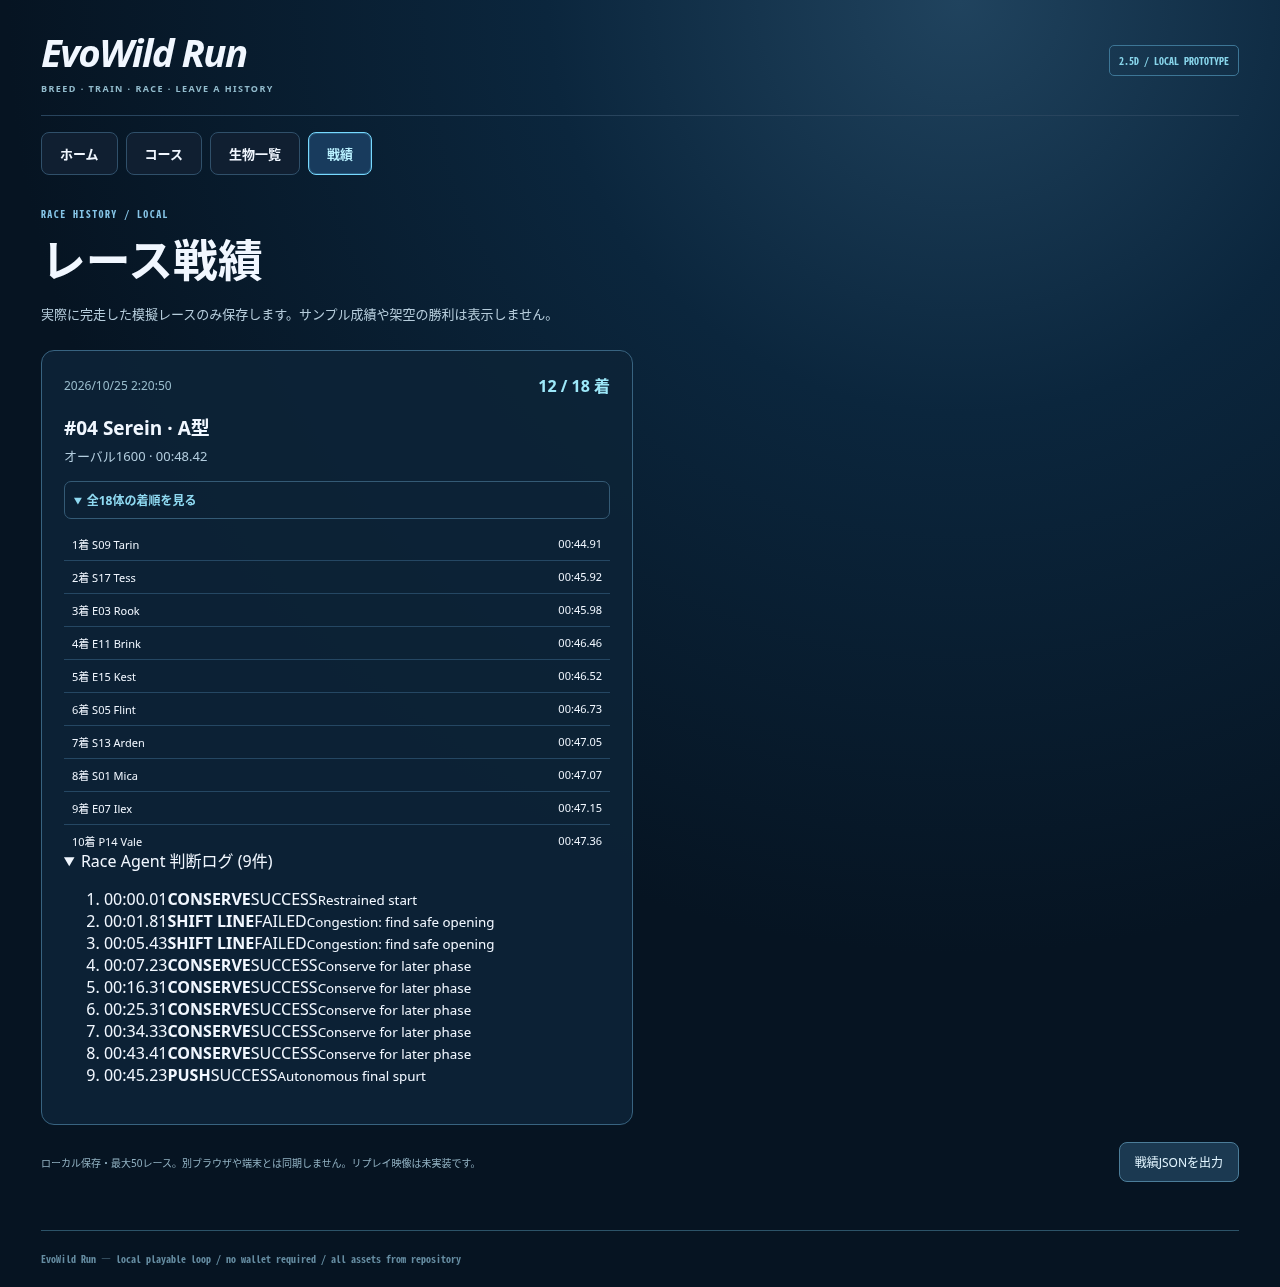 EvoWild Run
BREED · TRAIN · RACE · LEAVE A HISTORY
2.5D / LOCAL PROTOTYPE
ホーム
コース
生物一覧
戦績
RACE HISTORY / LOCAL
レース戦績
実際に完走した模擬レースのみ保存します。サンプル成績や架空の勝利は表示しません。
2026/10/25 2:20:50
12 / 18 着
#04 Serein · A型
オーバル1600 · 00:48.42
▼ 全18体の着順を見る
1着 S09 Tarin 00:44.91
2着 S17 Tess 00:45.92
3着 E03 Rook 00:45.98
4着 E11 Brink 00:46.46
5着 E15 Kest 00:46.52
6着 S05 Flint 00:46.73
7着 S13 Arden 00:47.05
8着 S01 Mica 00:47.07
9着 E07 Ilex 00:47.15
10着 P14 Vale 00:47.36
▼ Race Agent 判断ログ (9件)
1. 00:00.01CONSERVESUCCESSRestrained start
2. 00:01.81SHIFT LINEFAILEDCongestion: find safe opening
3. 00:05.43SHIFT LINEFAILEDCongestion: find safe opening
4. 00:07.23CONSERVESUCCESSConserve for later phase
5. 00:16.31CONSERVESUCCESSConserve for later phase
6. 00:25.31CONSERVESUCCESSConserve for later phase
7. 00:34.33CONSERVESUCCESSConserve for later phase
8. 00:43.41CONSERVESUCCESSConserve for later phase
9. 00:45.23PUSHSUCCESSAutonomous final spurt
ローカル保存・最大50レース。別ブラウザや端末とは同期しません。リプレイ映像は未実装です。
戦績JSONを出力
EvoWild Run — local playable loop / no wallet required / all assets from repository